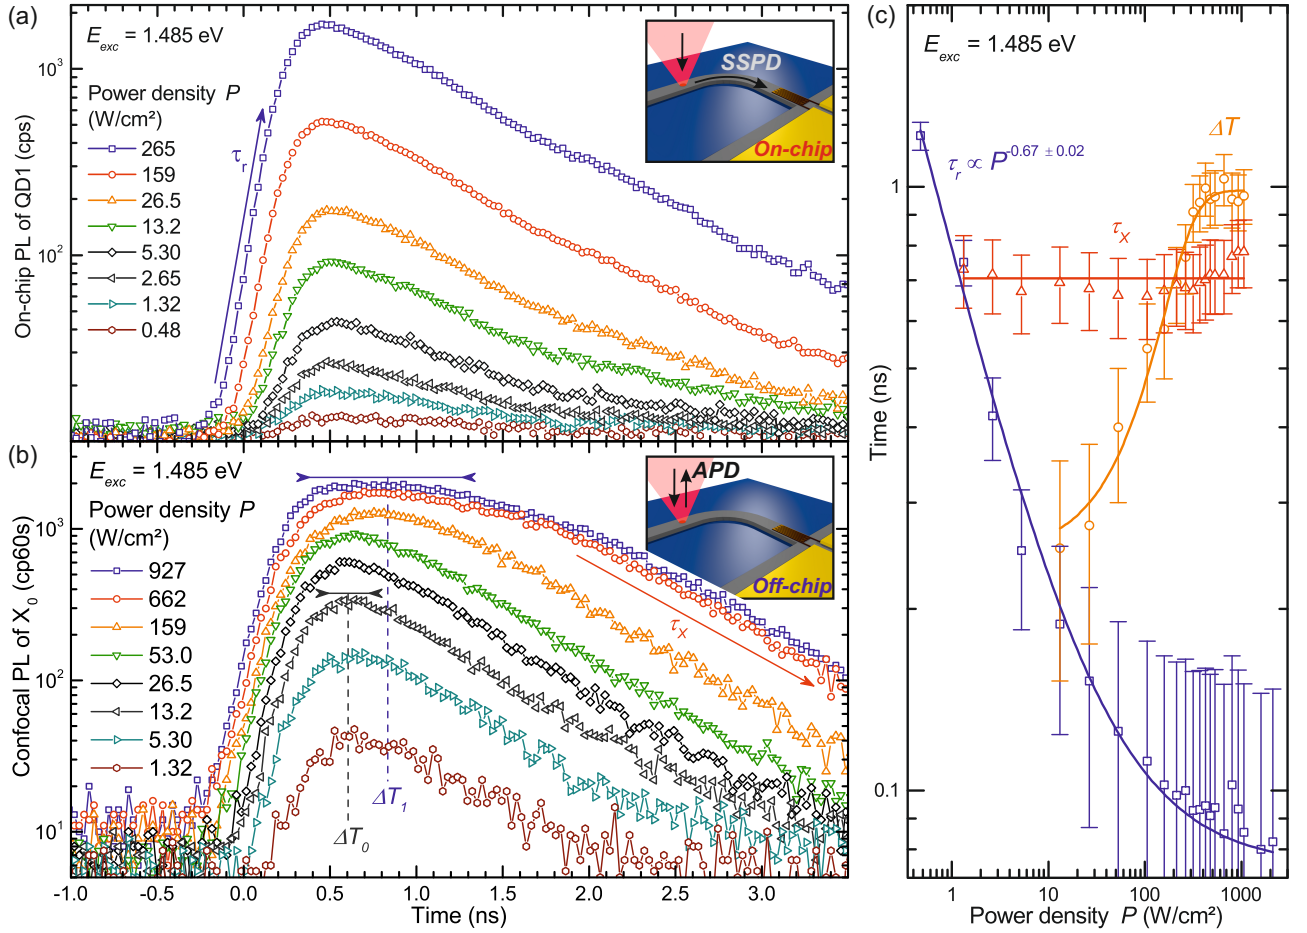 (a)
E_exc = 1.485 eV
Power density P
(W/cm²)
265
159
26.5
13.2
5.30
2.65
1.32
0.48
τ_r
SSPD
On-chip
On-chip PL of QD1 (cps)
10³
10²
(b)
E_exc = 1.485 eV
Power density P
(W/cm²)
927
662
159
53.0
26.5
13.2
5.30
1.32
APD
Off-chip
τ_X
ΔT₁
ΔT₀
Confocal PL of X₀ (cp60s)
10³
10²
10¹
-1.0 -0.5 0.0 0.5 1.0 1.5 2.0 2.5 3.0
Time (ns)
(c)
E_exc = 1.485 eV
ΔT
τ_r ∝ P^-0.67 ± 0.02
τ_X
Time (ns)
1
0.1
1 10 100 1000
Power density P (W/cm²)